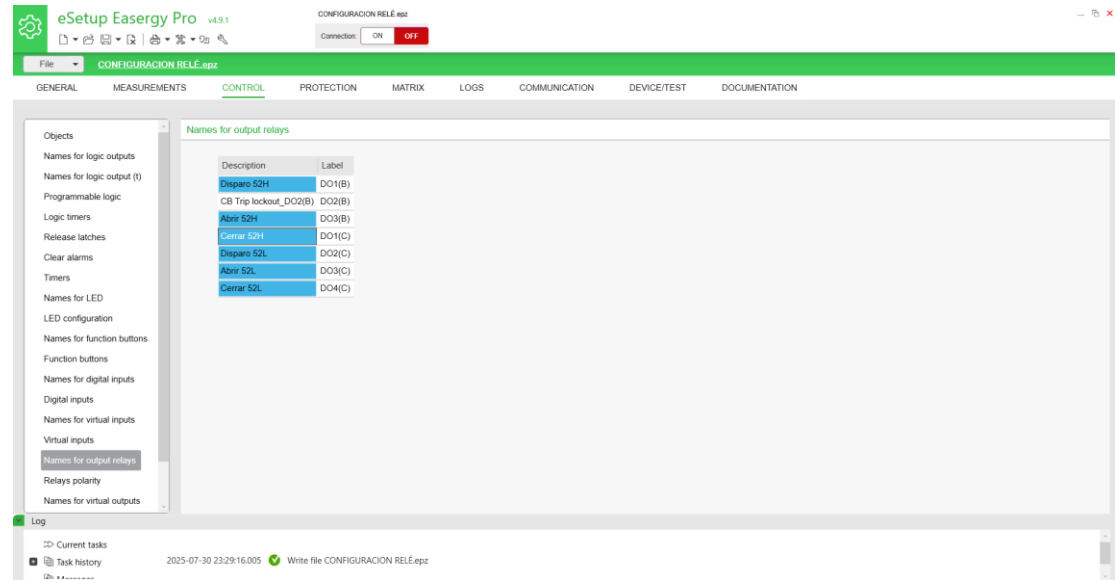 eSetup Easergy Pro v4.9.1
CONFIGURACION RELÉ.epz
Connection: ON OFF
File CONFIGURACION RELÉ.epz
GENERAL MEASUREMENTS CONTROL PROTECTION MATRIX LOGS COMMUNICATION DEVICE/TEST DOCUMENTATION
Objects
Names for logic outputs
Names for logic output (t)
Programmable logic
Logic timers
Release latches
Clear alarms
Timers
Names for LED
LED configuration
Names for function buttons
Function buttons
Names for digital inputs
Digital inputs
Names for virtual inputs
Virtual inputs
Names for output relays
Relays polarity
Names for virtual outputs
Names for output relays
Description Label
Disparo 52H DO1(B)
CB Trip lockout_DO2(B) DO2(B)
Abrir 52H DO3(B)
Cerrar 52H DO1(C)
Disparo 52L DO2(C)
Abrir 52L DO3(C)
Cerrar 52L DO4(C)
Log
Current tasks
Task history
2025-07-30 23:29:16.005 Write file CONFIGURACION RELÉ.epz